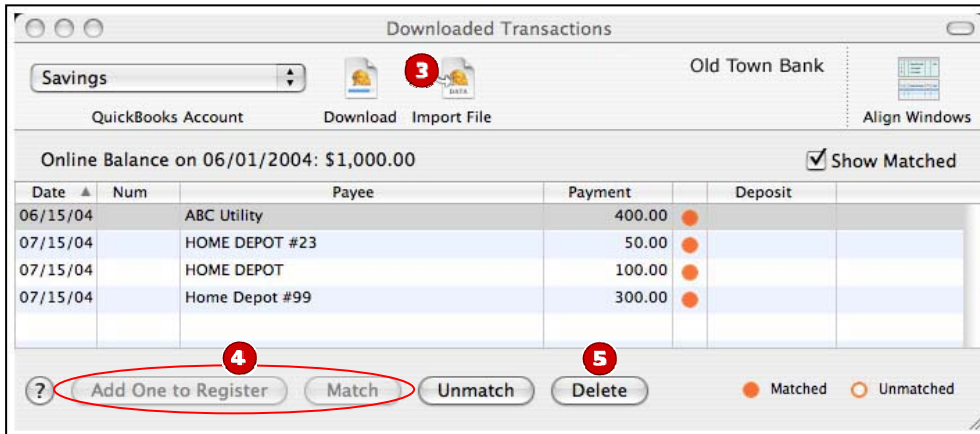 Downloaded Transactions
Savings
3
DATA
Old Town Bank
QuickBooks Account Download Import File Align Windows
Online Balance on 06/01/2004: $1,000.00 Show Matched
Date Num Payee Payment Deposit
06/15/04 ABC Utility 400.00
07/15/04 HOME DEPOT #23 50.00
07/15/04 HOME DEPOT 100.00
07/15/04 Home Depot #99 300.00
4 5
? Add One to Register Match Unmatch Delete Matched Unmatched